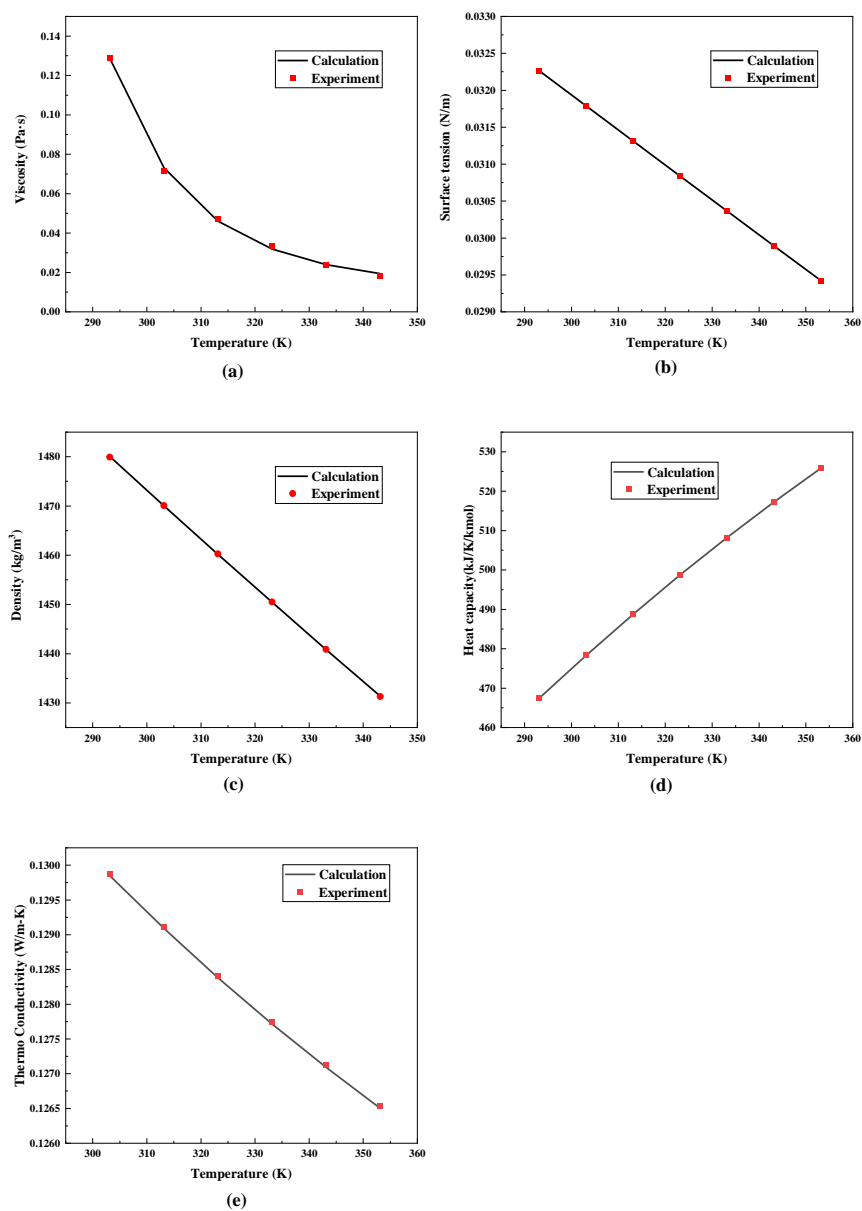 0.14
0.12
0.10
0.08
0.06
0.04
0.02
0.00
Viscosity (Pa·s)
Calculation
Experiment
290 300 310 320 330 340 350
Temperature (K)
(a)
0.0330
0.0325
0.0320
0.0315
0.0310
0.0305
0.0300
0.0295
0.0290
Surface tension (N/m)
Calculation
Experiment
290 300 310 320 330 340 350 360
Temperature (K)
(b)
1480
1470
1460
1450
1440
1430
Density (kg/m³)
Calculation
Experiment
290 300 310 320 330 340 350
Temperature (K)
(c)
530
520
510
500
490
480
470
460
Heat capacity(kJ/K/kmol)
Calculation
Experiment
290 300 310 320 330 340 350 360
Temperature (K)
(d)
0.1300
0.1295
0.1290
0.1285
0.1280
0.1275
0.1270
0.1265
0.1260
Thermo Conductivity (W/m-K)
Calculation
Experiment
300 310 320 330 340 350 360
Temperature (K)
(e)